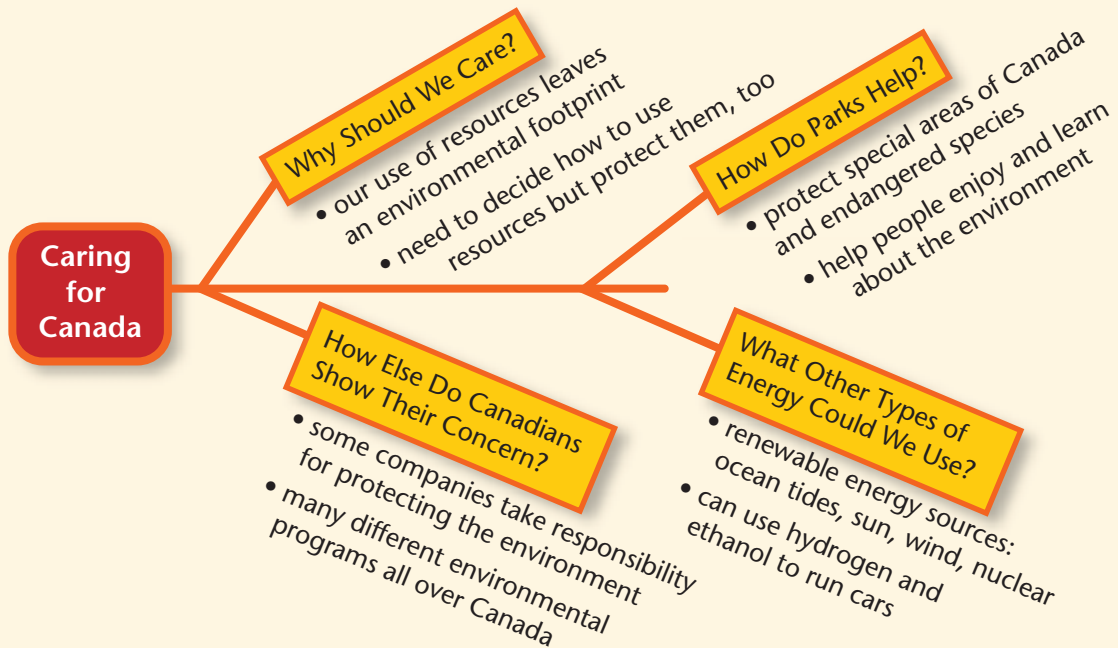 Caring
for
Canada
Why Should We Care?
• our use of resources leaves
an environmental footprint
• need to decide how to use
resources but protect them, too
How Do Parks Help?
• protect special areas of Canada
and endangered species
• help people enjoy and learn
about the environment
How Else Do Canadians
Show Their Concern?
• some companies take responsibility
for protecting the environment
• many different environmental
programs all over Canada
What Other Types of
Energy Could We Use?
• renewable energy sources:
ocean tides, sun, wind, nuclear
• can use hydrogen and
ethanol to run cars